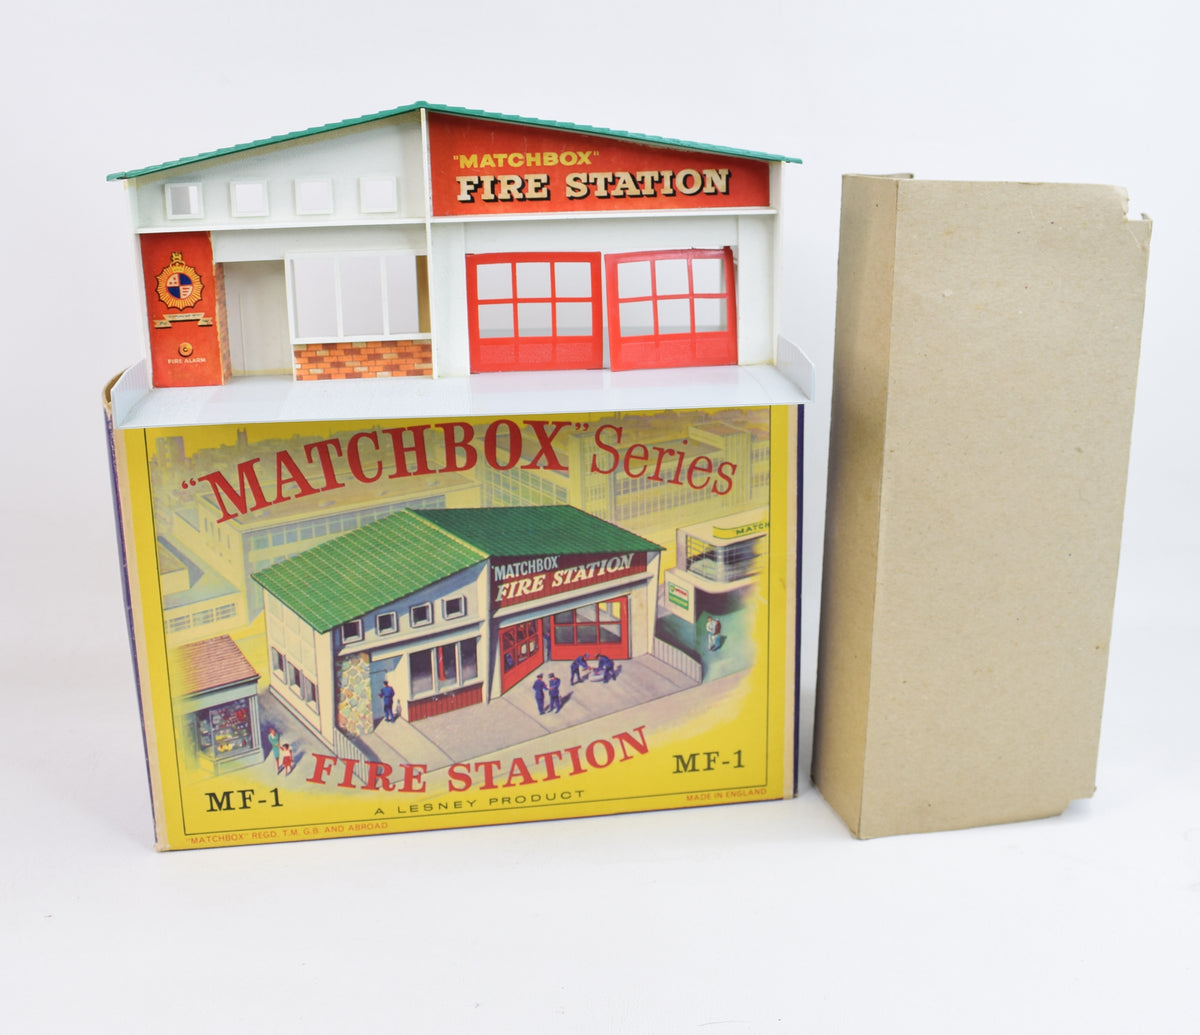 "MATCHBOX"
FIRE STATION
FIRE ALARM
"MATCHBOX" Series
MATCH
"MATCHBOX"
FIRE STATION
FIRE STATION
MF-1
MF-1
A LESNEY PRODUCT
"MATCHBOX" REGD. T.M. G.B. AND ABROAD
MADE IN ENGLAND